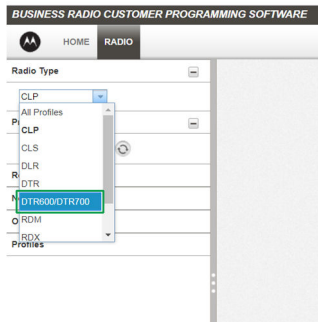 BUSINESS RADIO CUSTOMER PROGRAMMING SOFTWARE
HOME RADIO
Radio Type
CLP
All Profiles
CLP
CLS
DLR
DTR
DTR600/DTR700
RDM
RDX
Profiles